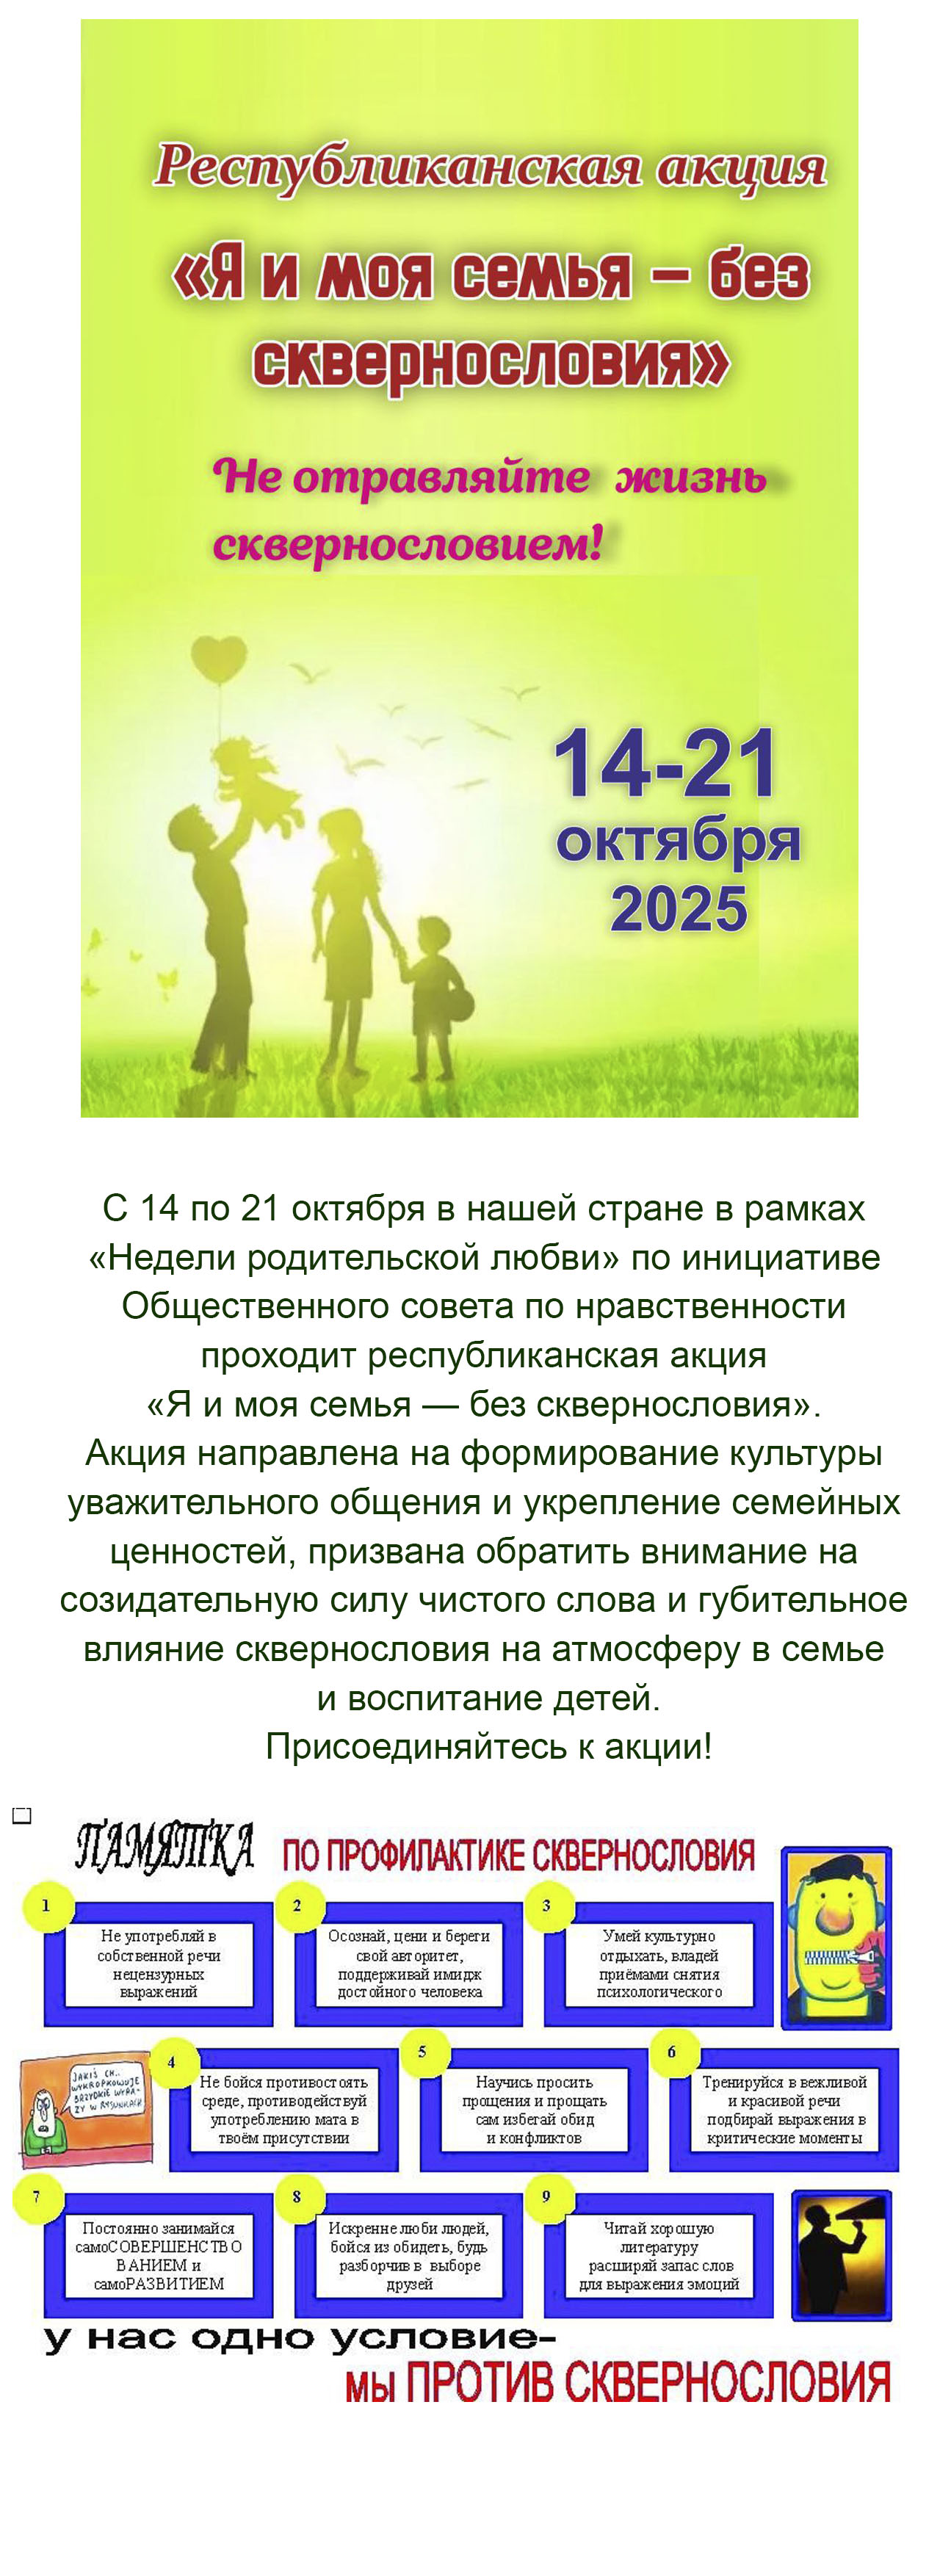 Республиканская акция
«Я и моя семья – без
сквернословия»
Не отравляйте жизнь
сквернословием!
14-21
октября
2025
С 14 по 21 октября в нашей стране в рамках
«Недели родительской любви» по инициативе
Общественного совета по нравственности
проходит республиканская акция
«Я и моя семья — без сквернословия».
Акция направлена на формирование культуры
уважительного общения и укрепление семейных
ценностей, призвана обратить внимание на
созидательную силу чистого слова и губительное
влияние сквернословия на атмосферу в семье
и воспитание детей.
Присоединяйтесь к акции!
ПАМЯТКА ПО ПРОФИЛАКТИКЕ СКВЕРНОСЛОВИЯ
1
Не употребляй в
собственной речи
нецензурных
выражений
2
Осознай, цени и береги
свой авторитет,
поддерживай имидж
достойного человека
3
Умей культурно
отдыхать, владей
приёмами снятия
психологического
JAKIŚ CH..
WYKROPKOWUJE
BRZYDKIE WYRA-
ZY W RYSUNKACH
4
Не бойся противостоять
среде, противодействуй
употреблению мата в
твоём присутствии
5
Научись просить
прощения и прощать
сам избегай обид
и конфликтов
6
Тренируйся в вежливой
и красивой речи
подбирай выражения в
критические моменты
7
Постоянно занимайся
самоСОВЕРШЕНСТВО
ВАНИЕМ и
самоРАЗВИТИЕМ
8
Искренне люби людей,
бойся из обидеть, будь
разборчив в выборе
друзей
9
Читай хорошую
литературу
расширяй запас слов
для выражения эмоций
у нас одно условие-
мы ПРОТИВ СКВЕРНОСЛОВИЯ